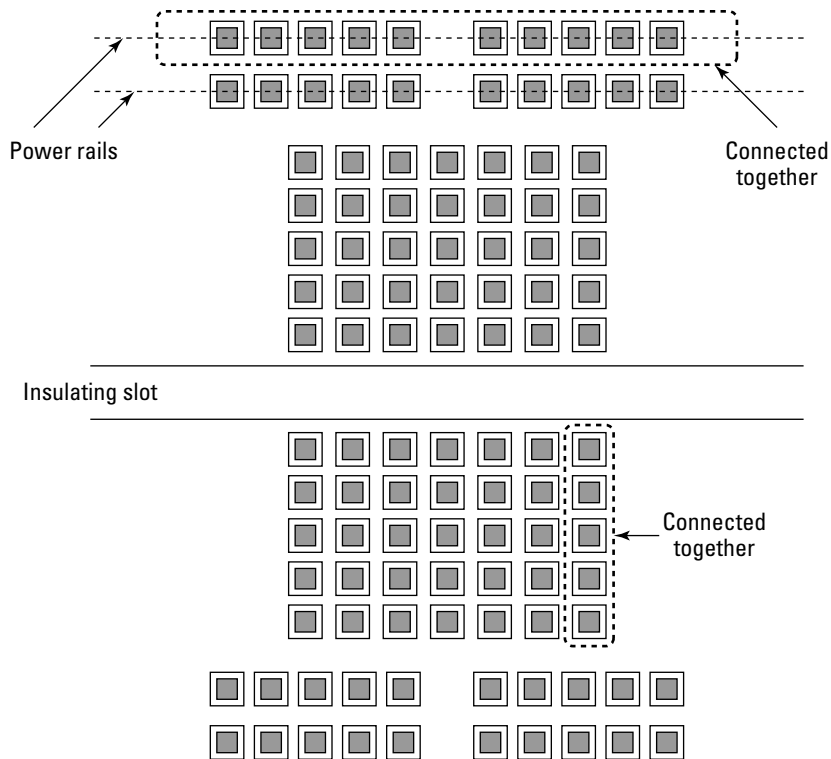 Power rails
Connected
together
Insulating slot
Connected
together